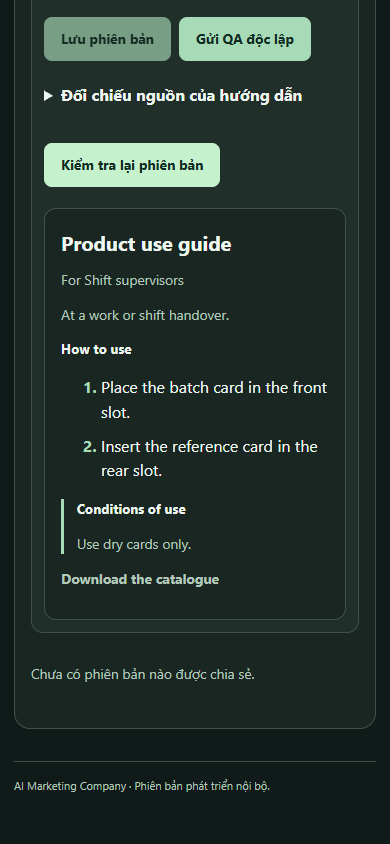 Lưu phiên bản
Gửi QA độc lập
Đối chiếu nguồn của hướng dẫn
Kiểm tra lại phiên bản
Product use guide
For Shift supervisors
At a work or shift handover.
How to use
1. Place the batch card in the front
slot.
2. Insert the reference card in the
rear slot.
Conditions of use
Use dry cards only.
Download the catalogue
Chưa có phiên bản nào được chia sẻ.
AI Marketing Company · Phiên bản phát triển nội bộ.